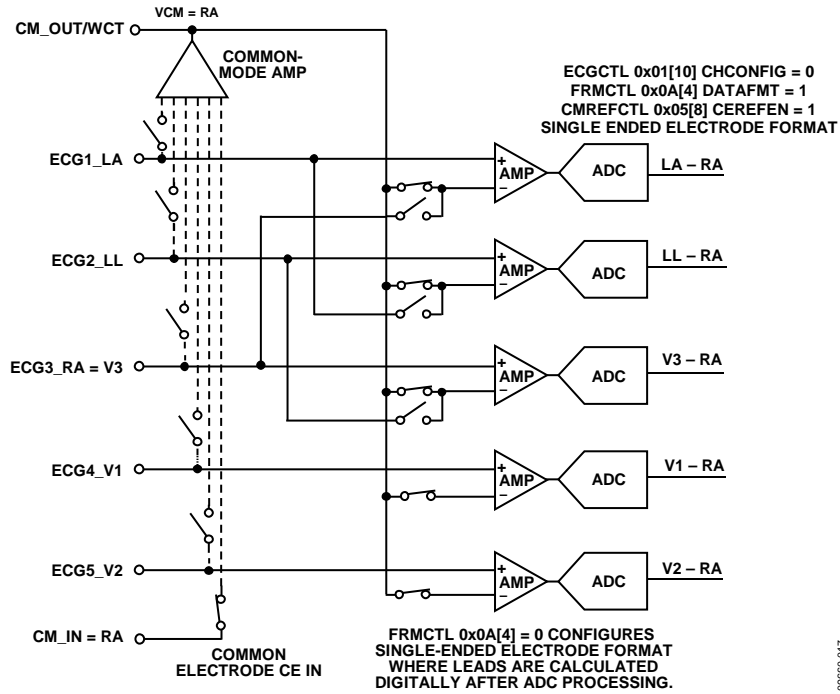 VCM = RA
CM_OUT/WCT
COMMON-
MODE AMP
ECGCTL 0x01[10] CHCONFIG = 0
FRMCTL 0x0A[4] DATAFMT = 1
CMREFCTL 0x05[8] CEREFEN = 1
SINGLE ENDED ELECTRODE FORMAT
ECG1_LA
+
AMP
–
ADC
LA – RA
ECG2_LL
+
AMP
–
ADC
LL – RA
ECG3_RA = V3
+
AMP
–
ADC
V3 – RA
ECG4_V1
+
AMP
–
ADC
V1 – RA
ECG5_V2
+
AMP
–
ADC
V2 – RA
CM_IN = RA
COMMON
ELECTRODE CE IN
FRMCTL 0x0A[4] = 0 CONFIGURES
SINGLE-ENDED ELECTRODE FORMAT
WHERE LEADS ARE CALCULATED
DIGITALLY AFTER ADC PROCESSING.